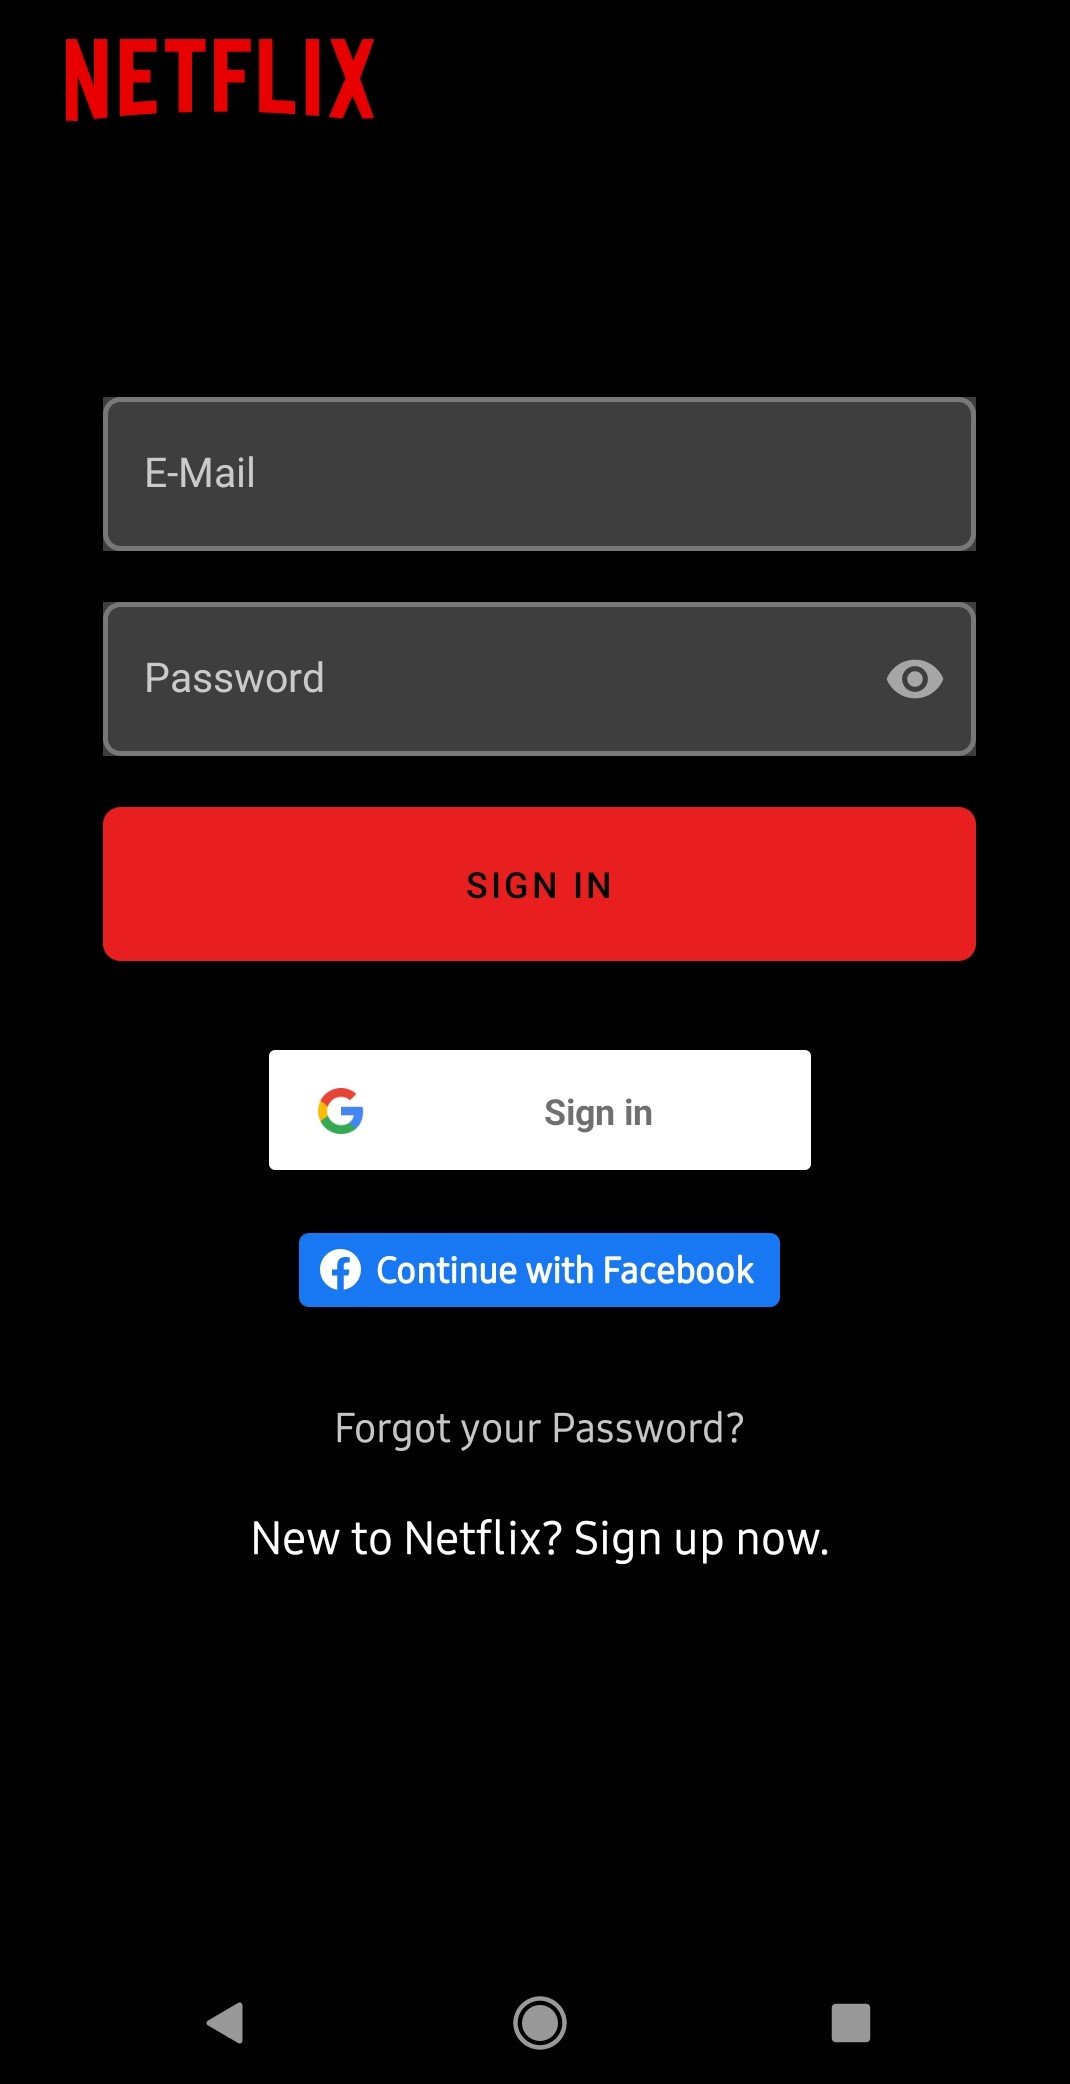 NETFLIX
E-Mail
Password
SIGN IN
Sign in
Continue with Facebook
Forgot your Password?
New to Netflix? Sign up now.